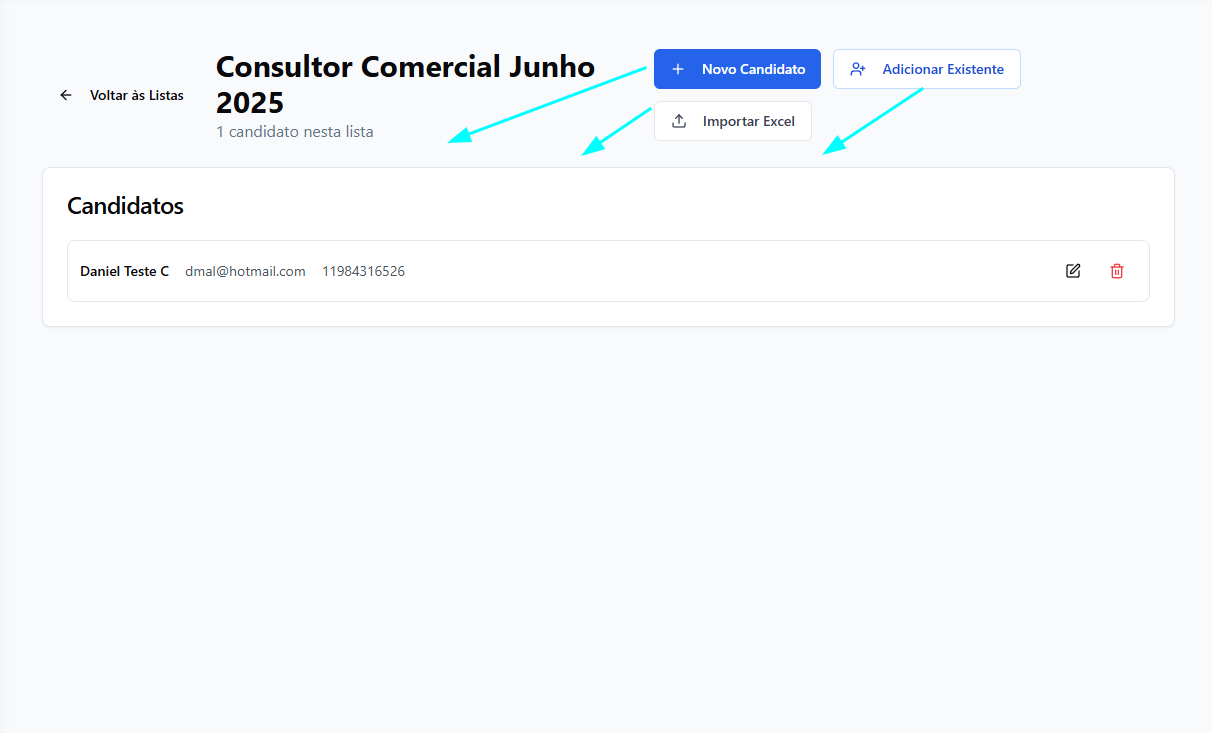 Voltar às Listas
Consultor Comercial Junho
2025
1 candidato nesta lista
Novo Candidato
Adicionar Existente
Importar Excel
Candidatos
Daniel Teste C dmal@hotmail.com 11984316526